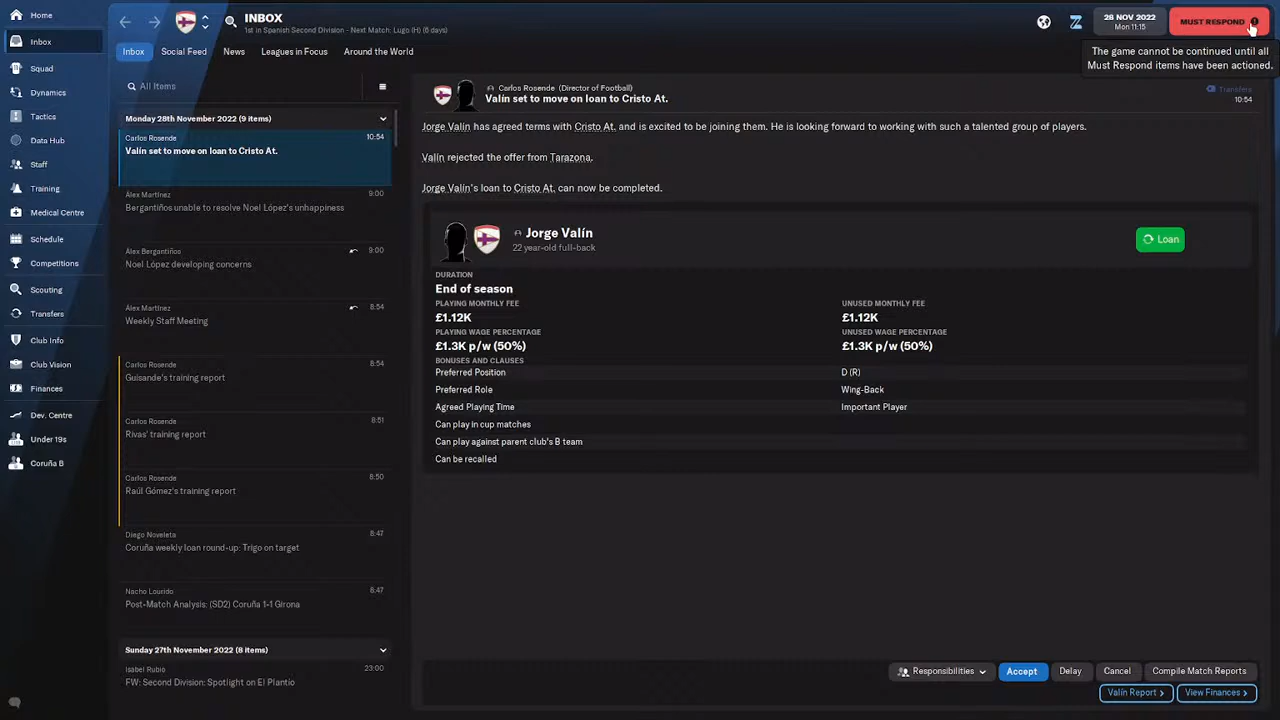 Home
INBOX
1st in Spanish Second Division - Next Match: Lugo (H) (6 days)
28 NOV 2022
Mon 11:15
MUST RESPOND
The game cannot be continued until all
Must Respond items have been actioned.
Inbox
Squad
Dynamics
Tactics
Data Hub
Staff
Training
Medical Centre
Schedule
Competitions
Scouting
Transfers
Club Info
Club Vision
Finances
Dev. Centre
Under 19s
Coruña B
Inbox
Social Feed
News
Leagues in Focus
Around the World
All Items
Monday 28th November 2022 (9 items)
Carlos Rosende
10:54
Valín set to move on loan to Cristo At.
Álex Martínez
9:00
Bergantiños unable to resolve Noel López's unhappiness
Álex Bergantiños
9:00
Noel López developing concerns
Álex Martínez
8:54
Weekly Staff Meeting
Carlos Rosende
8:54
Guisande's training report
Carlos Rosende
8:51
Rivas' training report
Carlos Rosende
8:50
Raúl Gómez's training report
Diego Noveleta
8:47
Coruña weekly loan round-up: Trigo on target
Nacho Lourido
8:47
Post-Match Analysis: (SD2) Coruña 1-1 Girona
Sunday 27th November 2022 (8 items)
Isabel Rubio
23:00
FW: Second Division: Spotlight on El Plantio
Carlos Rosende (Director of Football)
Valín set to move on loan to Cristo At.
Transfers
10:54
Jorge Valín has agreed terms with Cristo At. and is excited to be joining them. He is looking forward to working with such a talented group of players.
Valín rejected the offer from Tarazona.
Jorge Valín's loan to Cristo At. can now be completed.
Jorge Valín
22 year-old full-back
Loan
DURATION
End of season
PLAYING MONTHLY FEE
£1.12K
UNUSED MONTHLY FEE
£1.12K
PLAYING WAGE PERCENTAGE
£1.3K p/w (50%)
UNUSED WAGE PERCENTAGE
£1.3K p/w (50%)
BONUSES AND CLAUSES
Preferred Position
D (R)
Preferred Role
Wing-Back
Agreed Playing Time
Important Player
Can play in cup matches
Can play against parent club's B team
Can be recalled
Responsibilities
Accept
Delay
Cancel
Compile Match Reports
Valín Report >
View Finances >